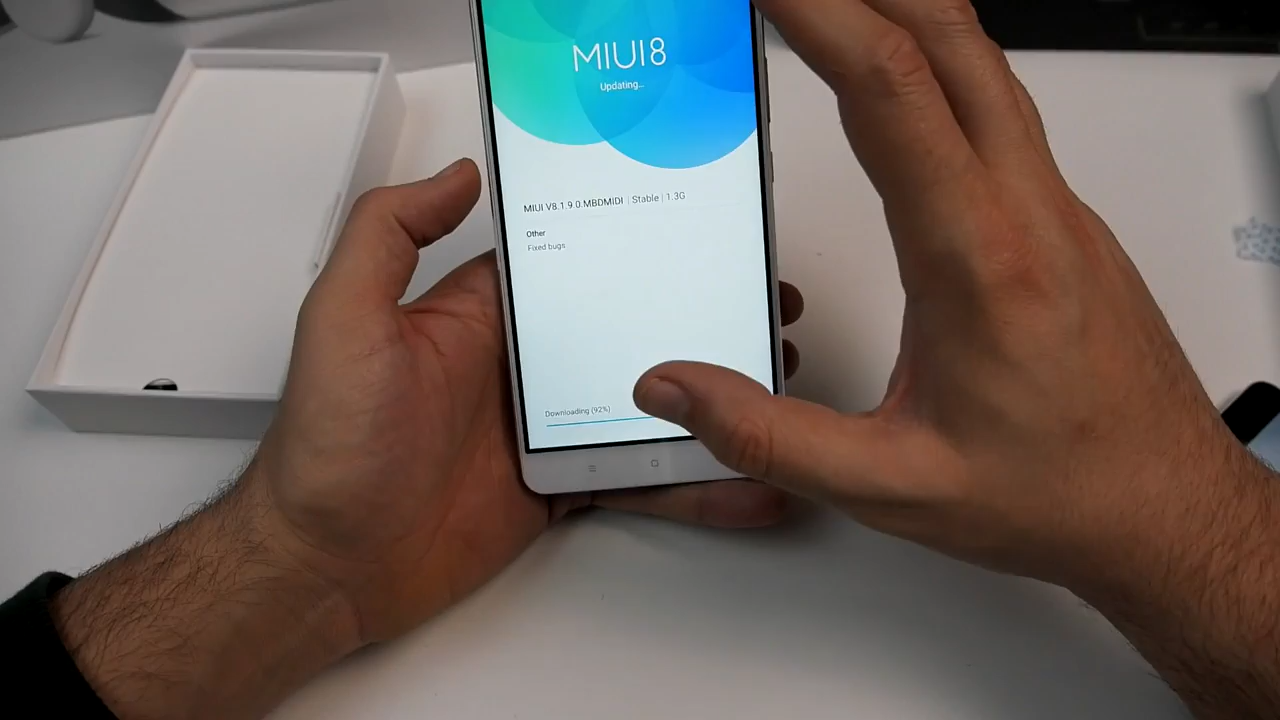 MIUI8
Updating...
MIUI V8.1.9.0.MBDMIDI | Stable | 1.3G
Other
Fixed bugs
Downloading (92%)